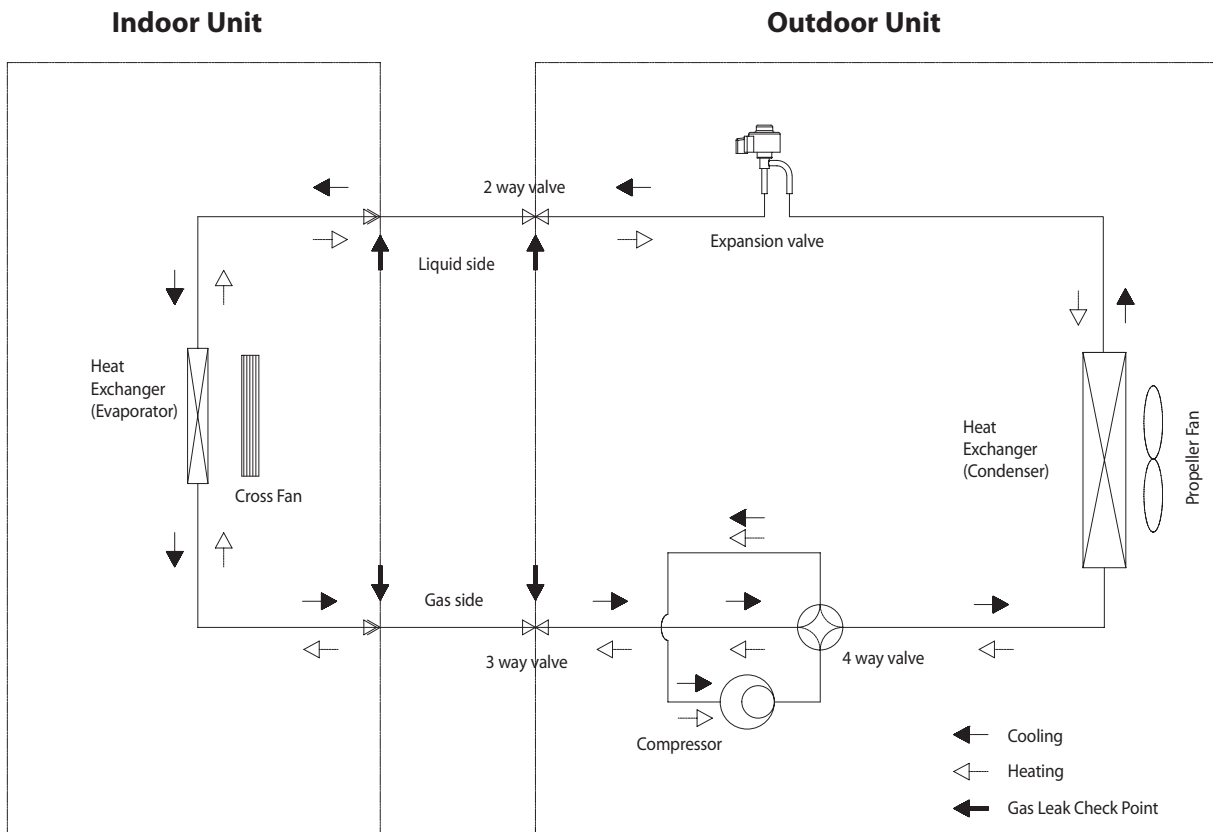 Indoor Unit
Outdoor Unit
2 way valve
Expansion valve
Liquid side
Heat
Exchanger
(Evaporator)
Cross Fan
Heat
Exchanger
(Condenser)
Propeller Fan
Gas side
3 way valve
4 way valve
Compressor
Cooling
Heating
Gas Leak Check Point